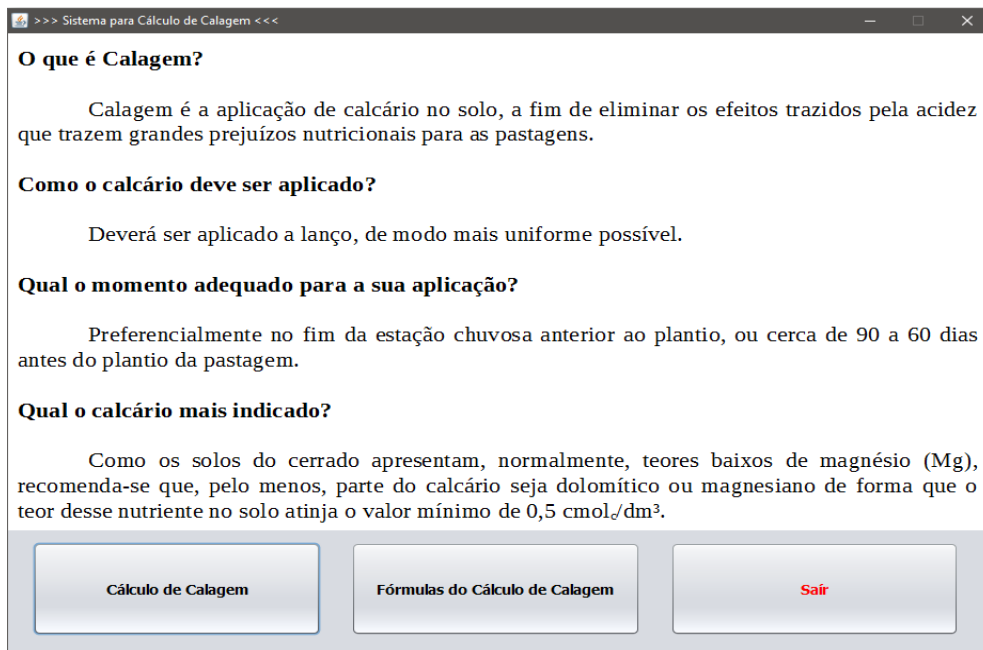 >>> Sistema para Cálculo de Calagem <<<
O que é Calagem?
Calagem é a aplicação de calcário no solo, a fim de eliminar os efeitos trazidos pela acidez
que trazem grandes prejuízos nutricionais para as pastagens.
Como o calcário deve ser aplicado?
Deverá ser aplicado a lanço, de modo mais uniforme possível.
Qual o momento adequado para a sua aplicação?
Preferencialmente no fim da estação chuvosa anterior ao plantio, ou cerca de 90 a 60 dias
antes do plantio da pastagem.
Qual o calcário mais indicado?
Como os solos do cerrado apresentam, normalmente, teores baixos de magnésio (Mg),
recomenda-se que, pelo menos, parte do calcário seja dolomítico ou magnesiano de forma que o
teor desse nutriente no solo atinja o valor mínimo de 0,5 cmol꜀/dm³.
Cálculo de Calagem
Fórmulas do Cálculo de Calagem
Saír